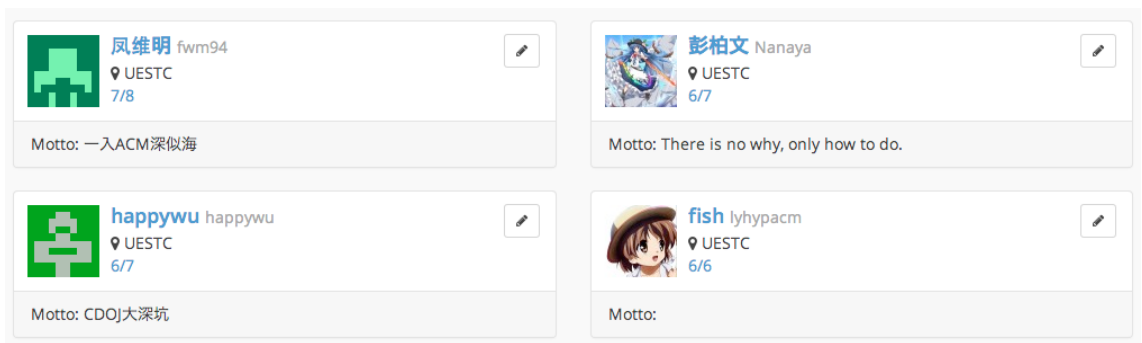 凤维明 fwm94
UESTC
7/8
Motto: 一入ACM深似海
彭柏文 Nanaya
UESTC
6/7
Motto: There is no why, only how to do.
happywu happywu
UESTC
6/7
Motto: CDOJ大深坑
fish lyhypacm
UESTC
6/6
Motto: